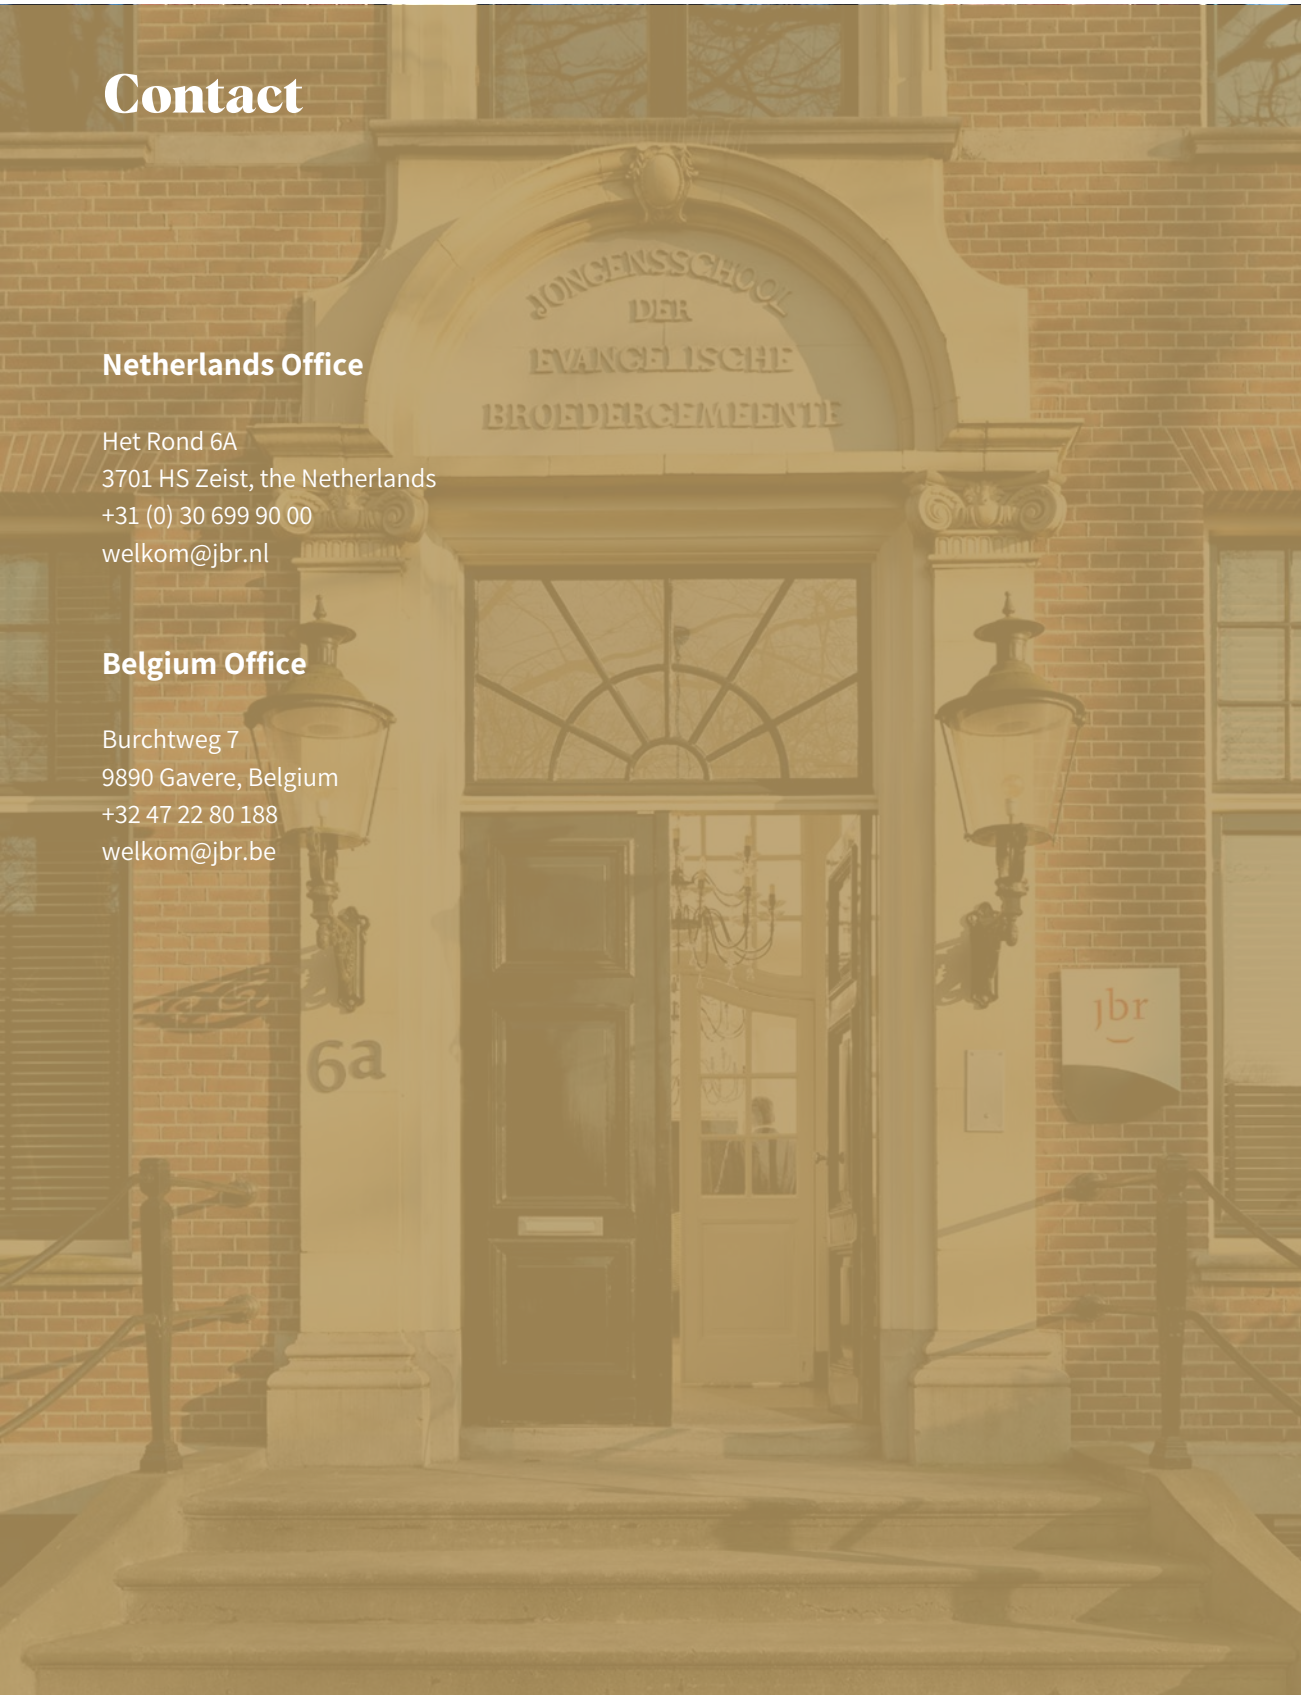 Contact
JONGENSSCHOOL
DER
EVANGELISCHE
BROEDERGEMEENTE
Netherlands Office
Het Rond 6A
3701 HS Zeist, the Netherlands
+31 (0) 30 699 90 00
welkom@jbr.nl
Belgium Office
Burchtweg 7
9890 Gavere, Belgium
+32 47 22 80 188
welkom@jbr.be
jbr
6a